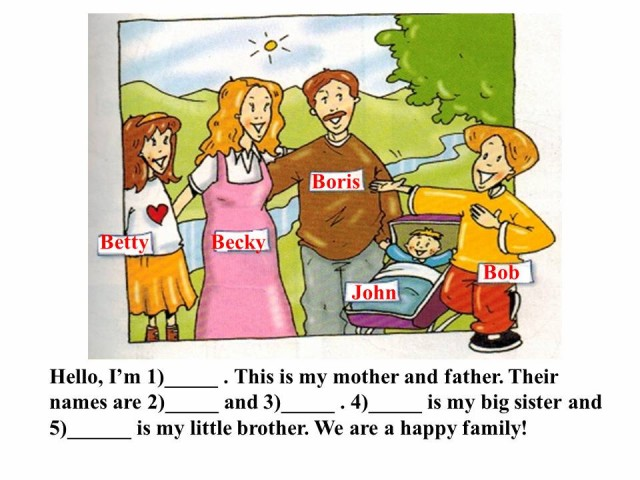 Boris
Betty
Becky
Bob
John
Hello, I’m 1)_____ . This is my mother and father. Their
names are 2)_____ and 3)_____ . 4)_____ is my big sister and
5)______ is my little brother. We are a happy family!